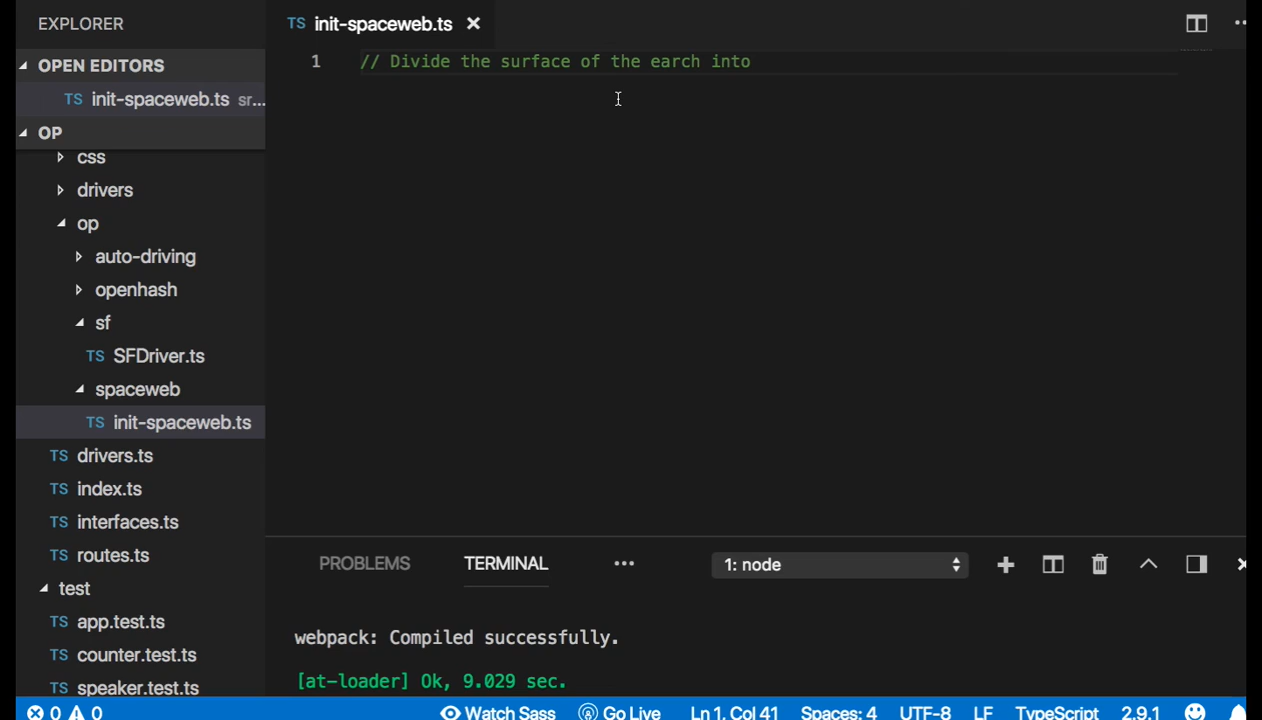 EXPLORER
TS init-spaceweb.ts ×
OPEN EDITORS
TS init-spaceweb.ts sr...
OP
css
drivers
op
auto-driving
openhash
sf
TS SFDriver.ts
spaceweb
TS init-spaceweb.ts
TS drivers.ts
TS index.ts
TS interfaces.ts
TS routes.ts
test
TS app.test.ts
TS counter.test.ts
TS speaker.test.ts
1 // Divide the surface of the earch into
PROBLEMS TERMINAL ... 1: node
webpack: Compiled successfully.
[at-loader] Ok, 9.029 sec.
0 0 Watch Sass Go Live Ln 1, Col 41 Spaces: 4 UTF-8 LF TypeScript 2.9.1